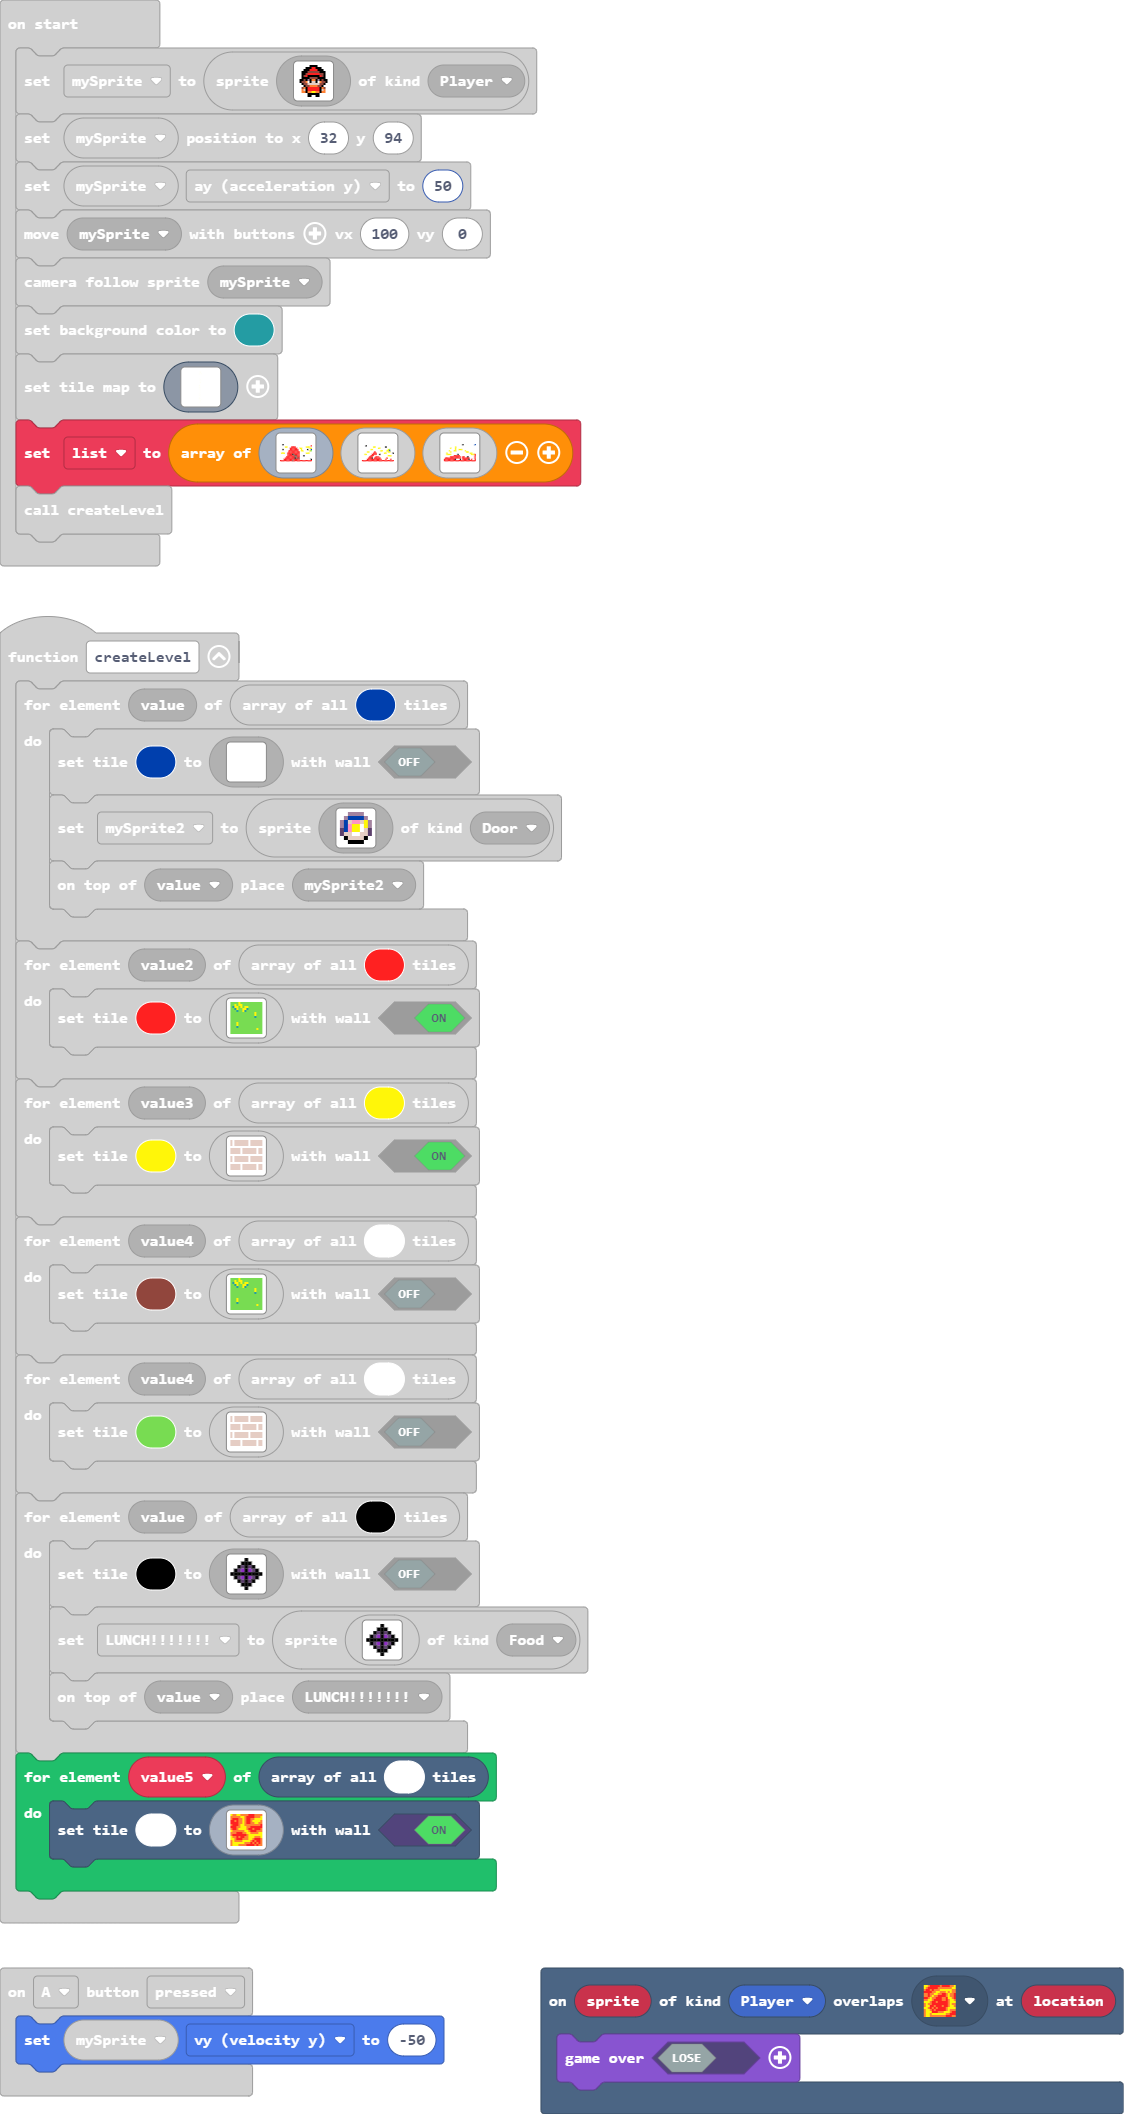 on start
set mySprite to sprite of kind Player
set mySprite position to x 32 y 94
set mySprite ay (acceleration y) to 50
move mySprite with buttons vx 100 vy 0
camera follow sprite mySprite
set background color to
set tile map to
set list to array of
call createLevel
function createLevel
for element value of array of all tiles
do
set tile to with wall OFF
set mySprite2 to sprite of kind Door
on top of value place mySprite2
for element value2 of array of all tiles
do
set tile to with wall ON
for element value3 of array of all tiles
do
set tile to with wall ON
for element value4 of array of all tiles
do
set tile to with wall OFF
for element value4 of array of all tiles
do
set tile to with wall OFF
for element value of array of all tiles
do
set tile to with wall OFF
set LUNCH!!!!!!! to sprite of kind Food
on top of value place LUNCH!!!!!!!
for element value5 of array of all tiles
do
set tile to with wall ON
on A button pressed
set mySprite vy (velocity y) to -50
on sprite of kind Player overlaps at location
game over LOSE